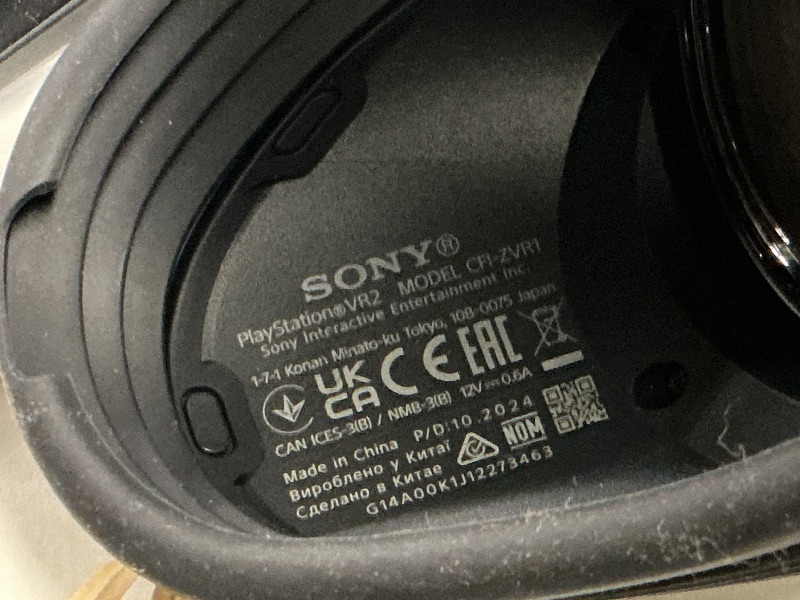 SONY®
PlayStation®VR2 MODEL CFI-ZVR1
Sony Interactive Entertainment Inc.
1-7-1 Konan Minato-ku Tokyo, 108-0075 Japan
UK CA CE EAC
CAN ICES-3(B) / NMB-3(B) 12V⎓0.6A
Made in China P/D:10.2024
Вироблено у Китаї NOM
Сделано в Китае
G14A00K1J12273463